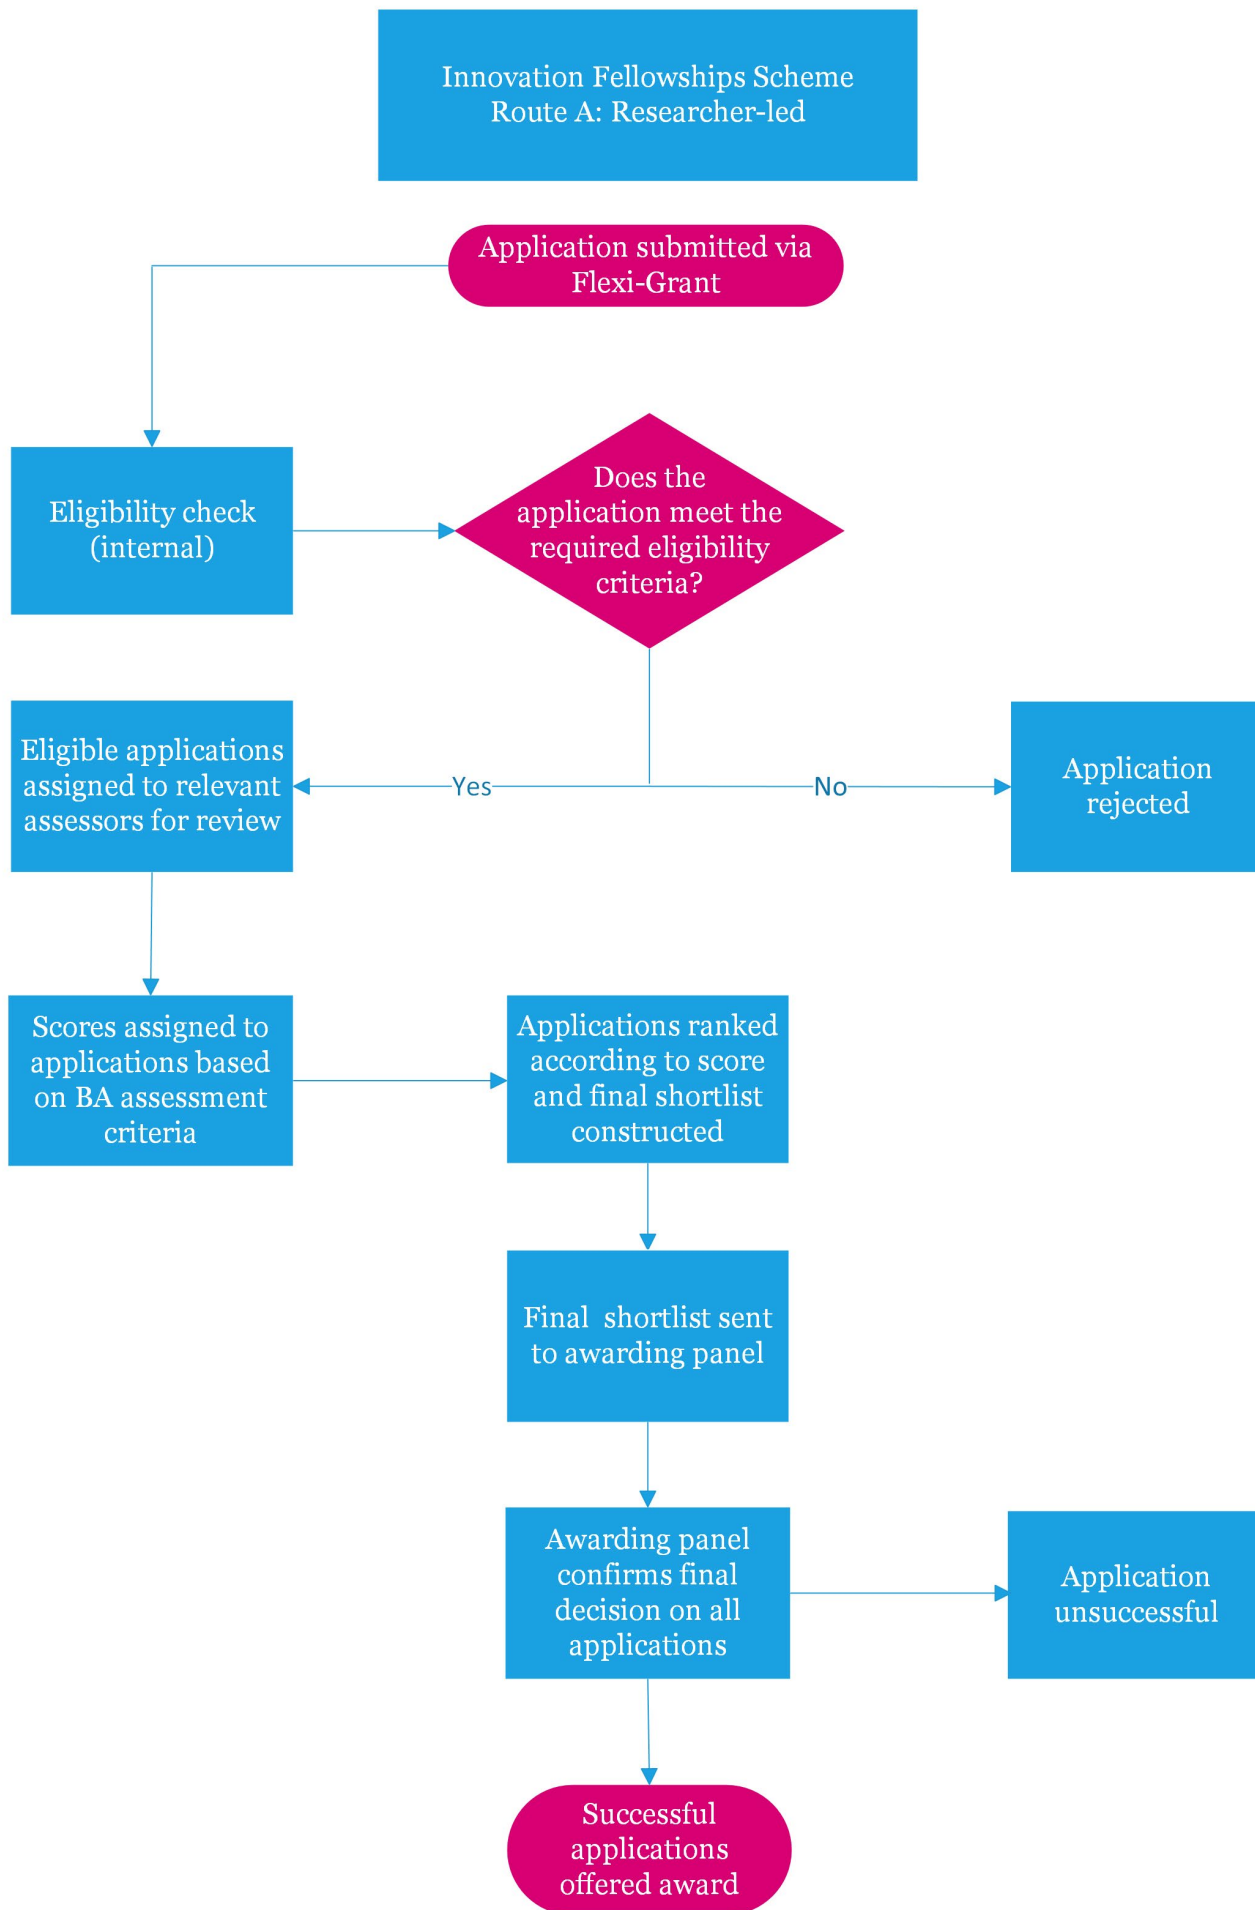 Innovation Fellowships Scheme
Route A: Researcher-led
Application submitted via
Flexi-Grant
Eligibility check
(internal)
Does the
application meet the
required eligibility
criteria?
Eligible applications
assigned to relevant
assessors for review
Yes
No
Application
rejected
Scores assigned to
applications based
on BA assessment
criteria
Applications ranked
according to score
and final shortlist
constructed
Final  shortlist sent
to awarding panel
Awarding panel
confirms final
decision on all
applications
Application
unsuccessful
Successful
applications
offered award